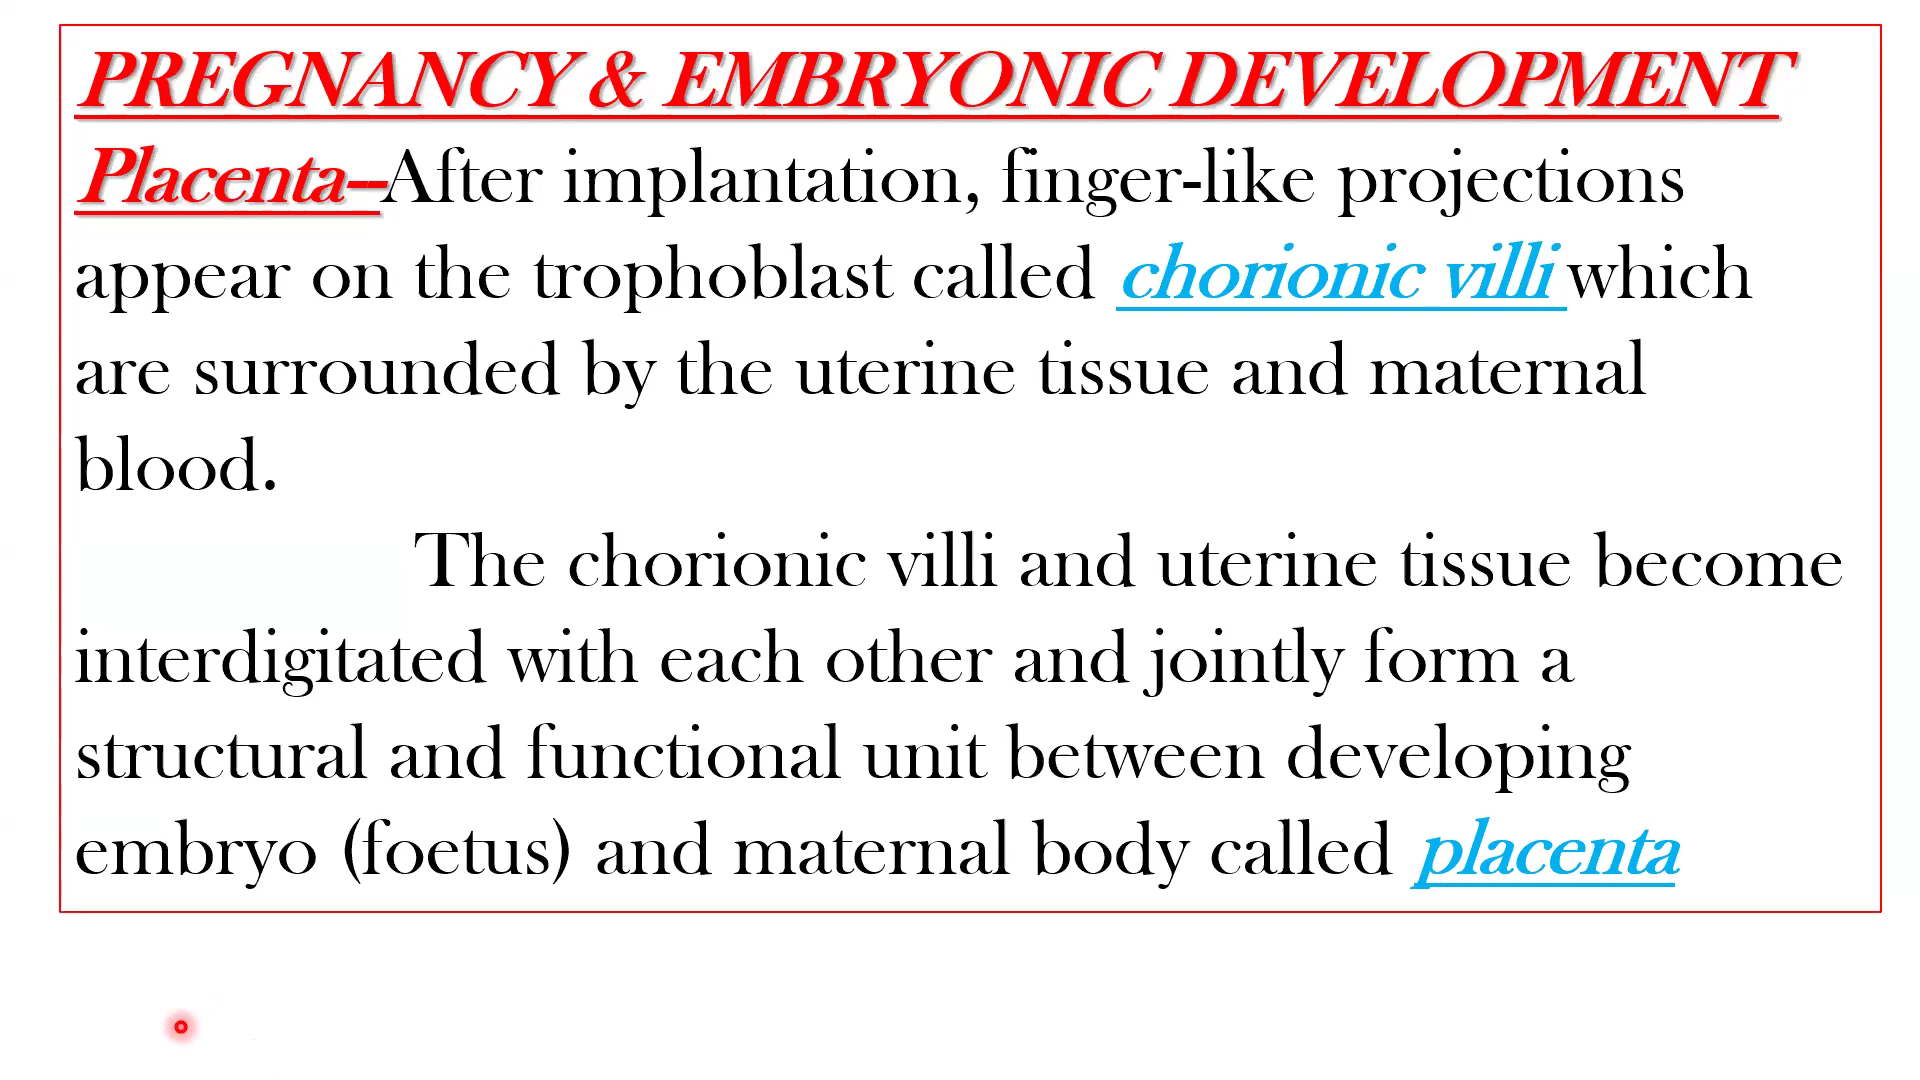 PREGNANCY & EMBRYONIC DEVELOPMENT
Placenta--After implantation, finger-like projections
appear on the trophoblast called chorionic villi which
are surrounded by the uterine tissue and maternal
blood.
The chorionic villi and uterine tissue become
interdigitated with each other and jointly form a
structural and functional unit between developing
embryo (foetus) and maternal body called placenta